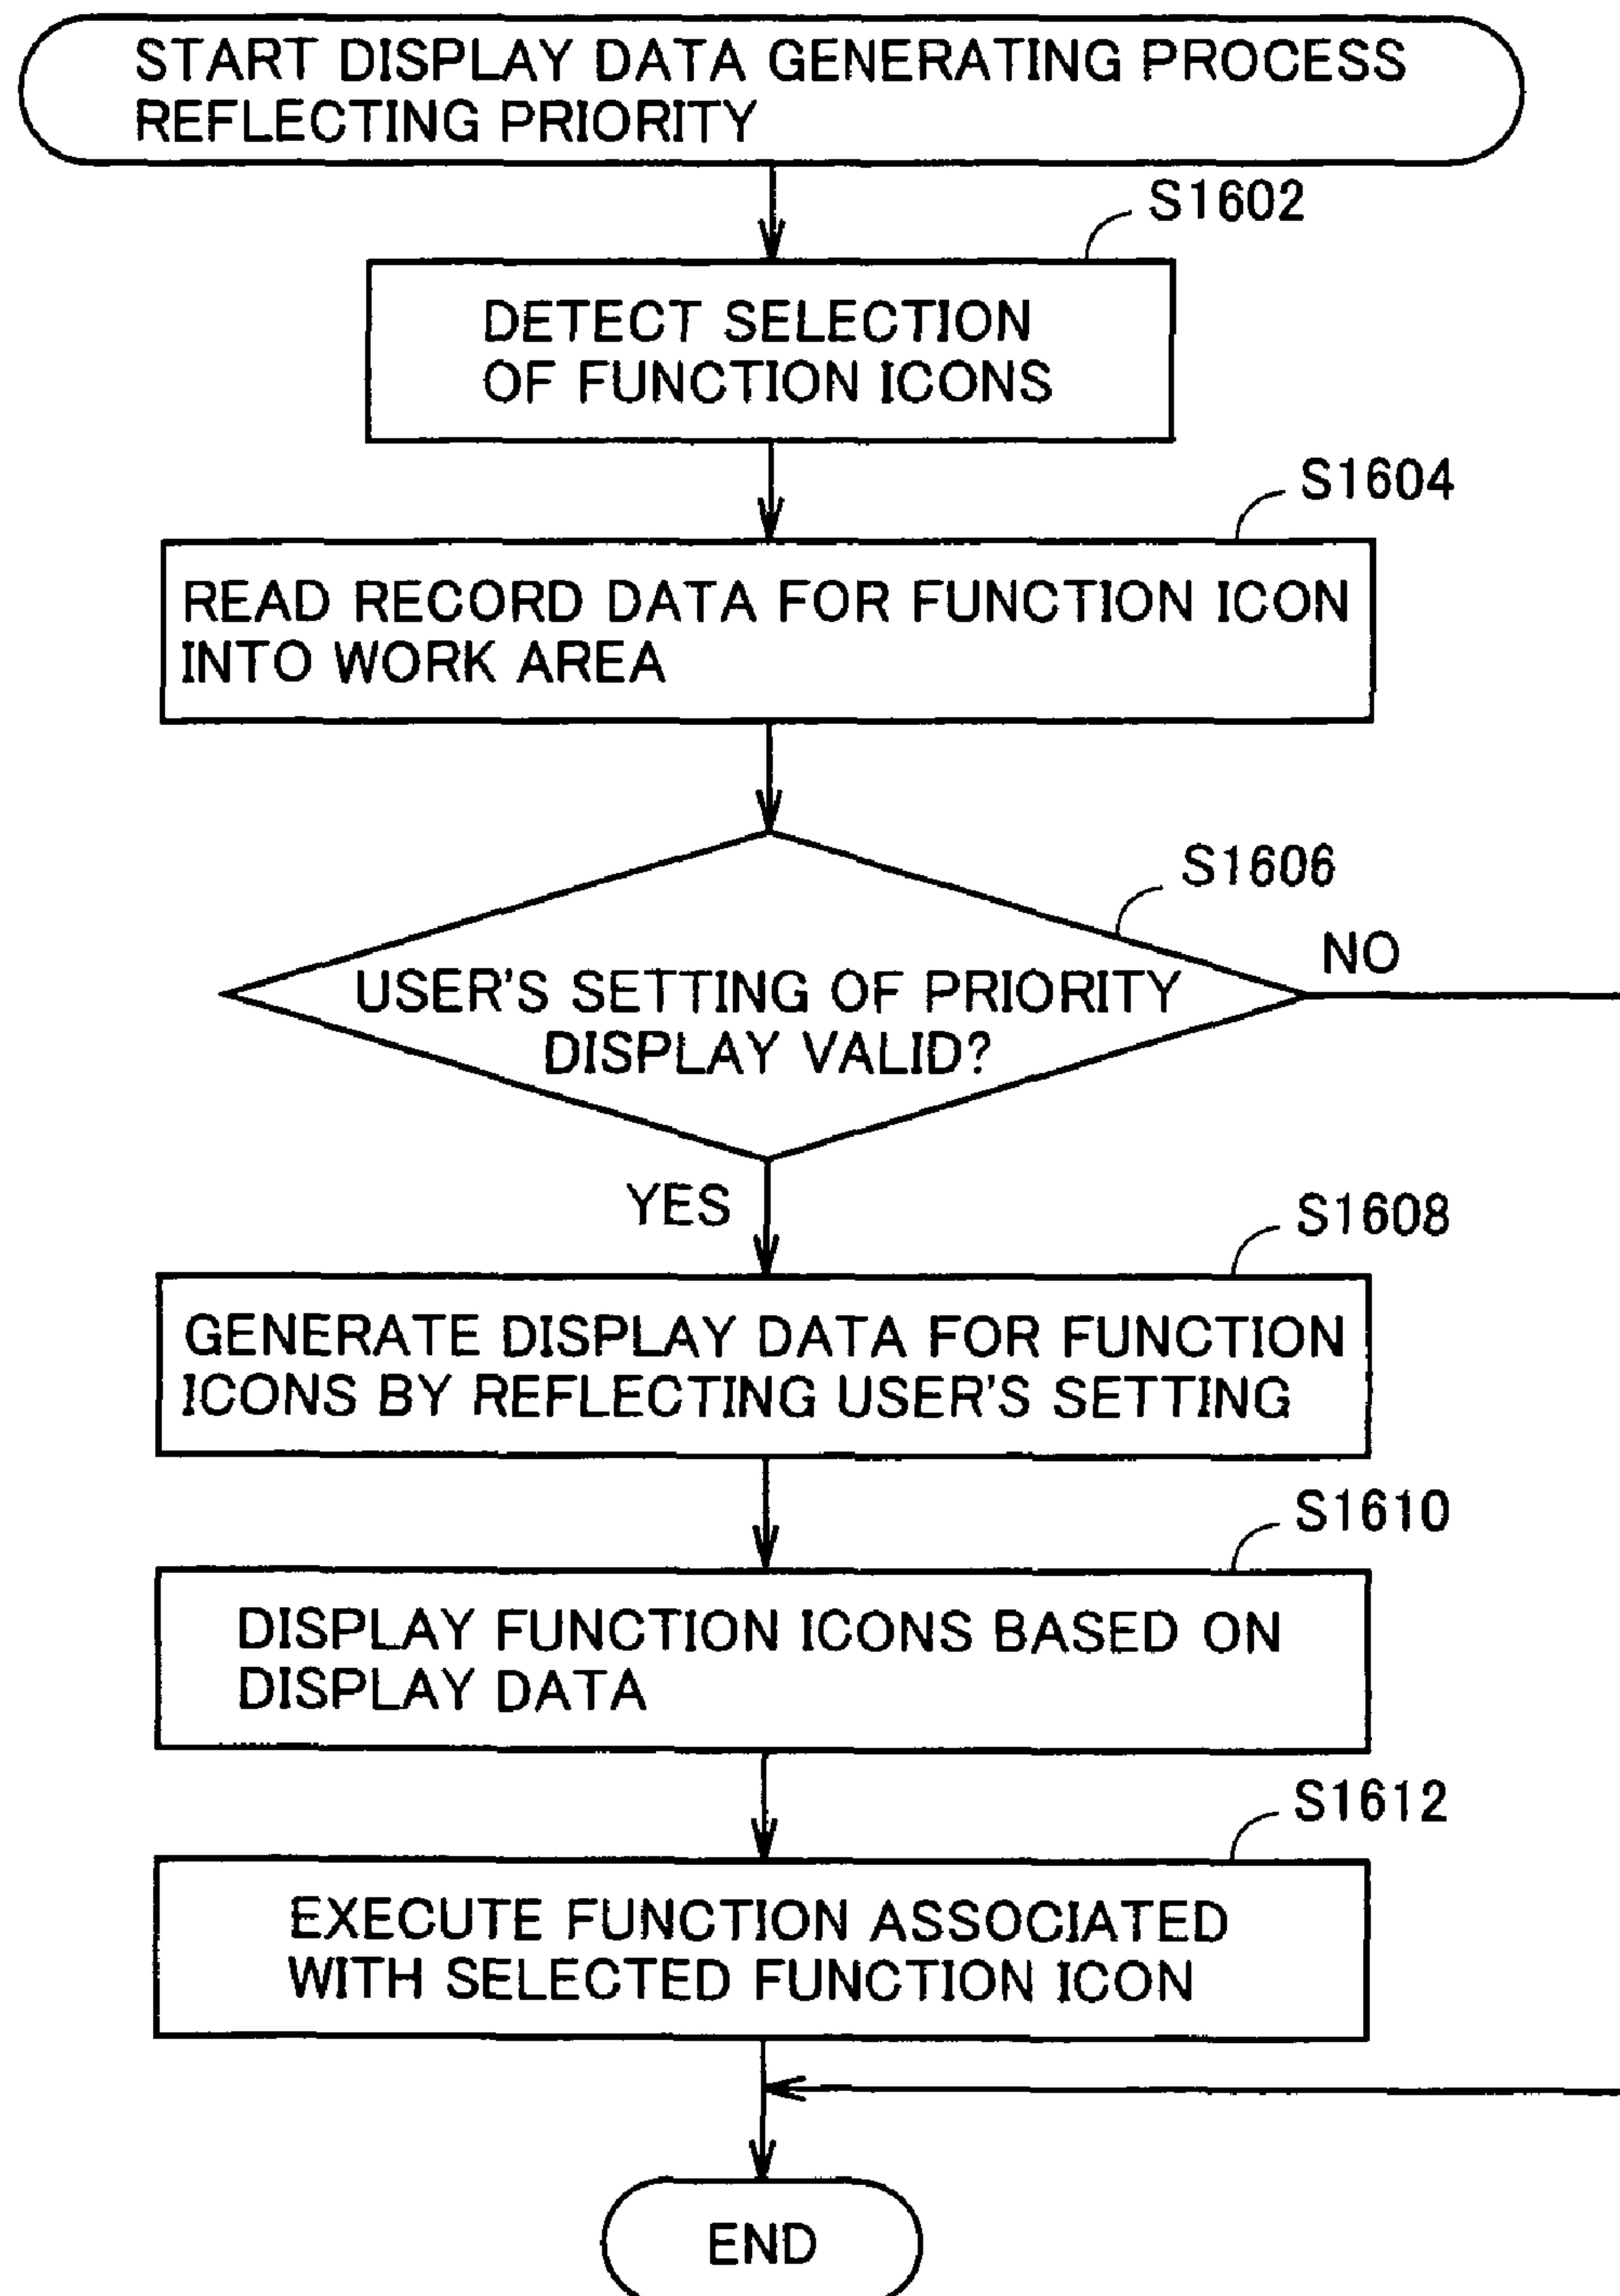 START DISPLAY DATA GENERATING PROCESS
REFLECTING PRIORITY
S1602
DETECT SELECTION
OF FUNCTION ICONS
S1604
READ RECORD DATA FOR FUNCTION ICON
INTO WORK AREA
S1606
NO
USER'S SETTING OF PRIORITY
DISPLAY VALID?
YES
S1608
GENERATE DISPLAY DATA FOR FUNCTION
ICONS BY REFLECTING USER'S SETTING
S1610
DISPLAY FUNCTION ICONS BASED ON
DISPLAY DATA
S1612
EXECUTE FUNCTION ASSOCIATED
WITH SELECTED FUNCTION ICON
END